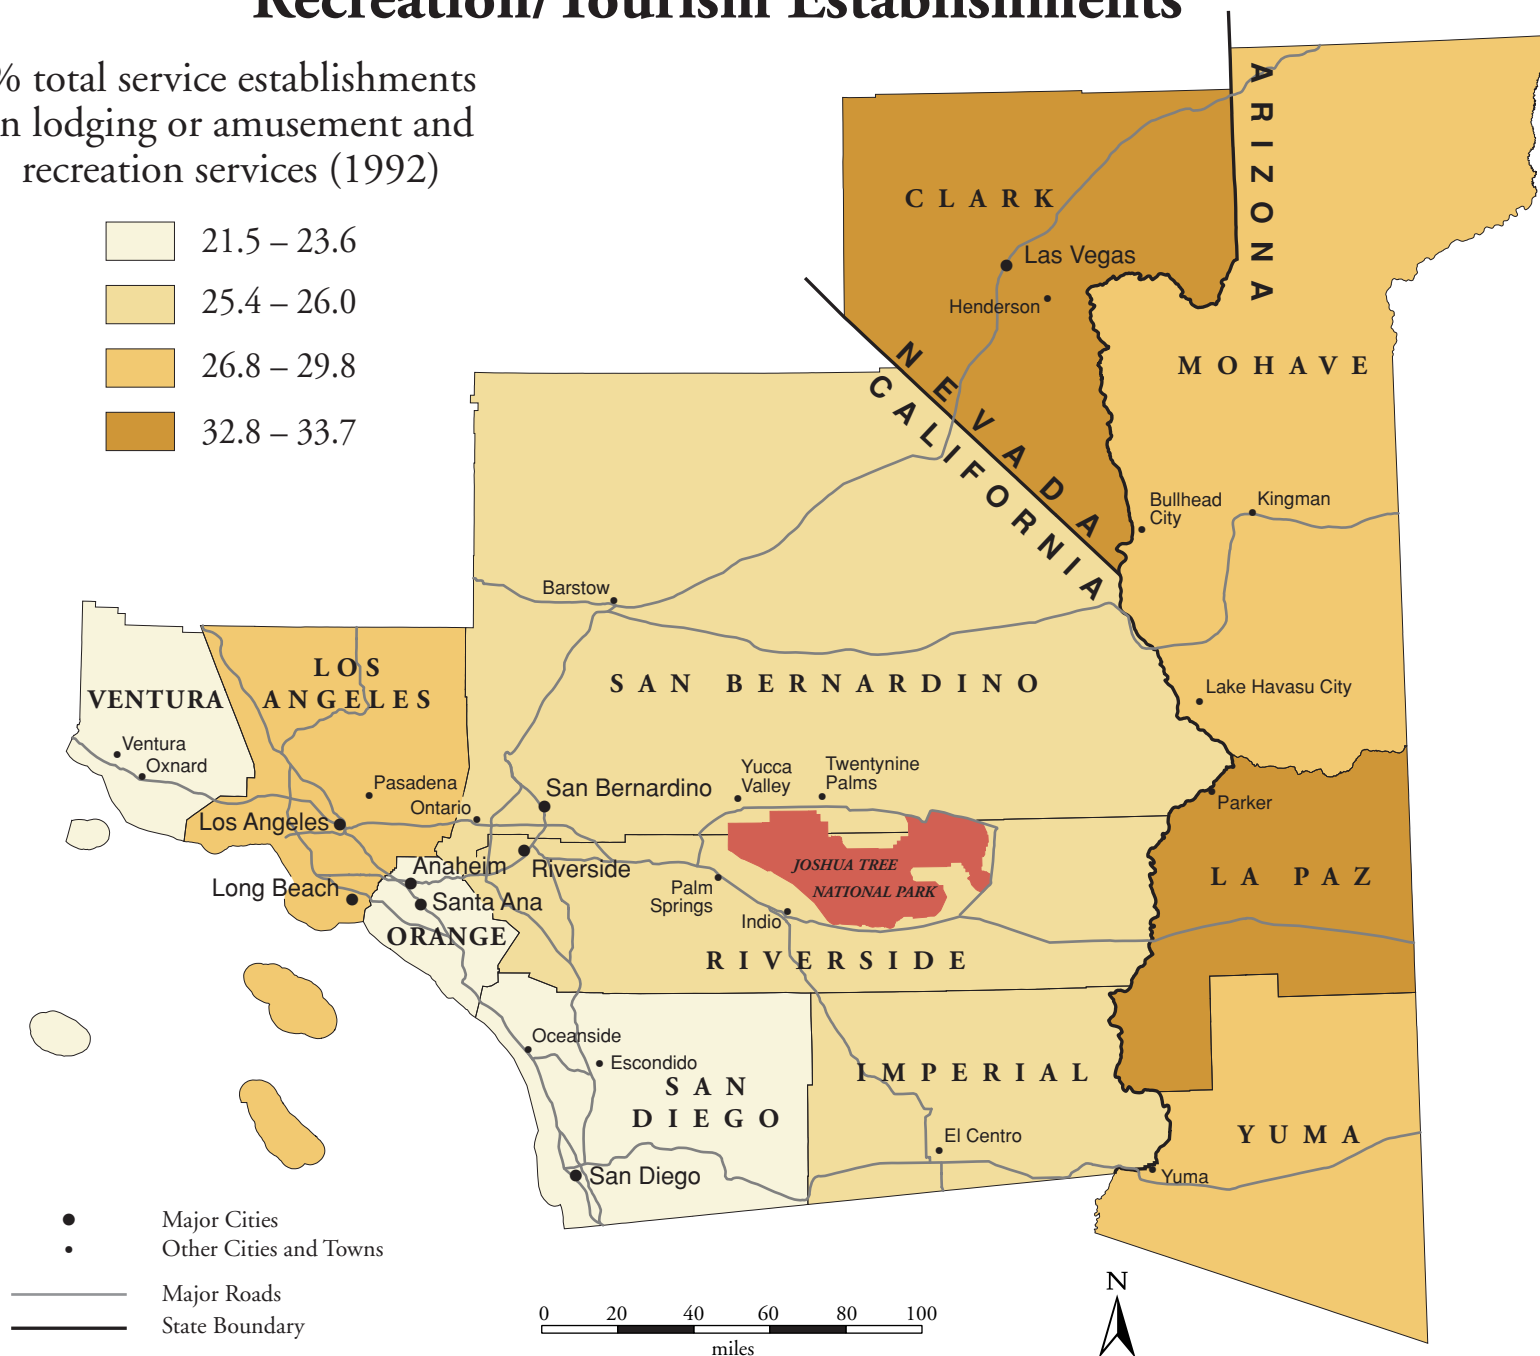 Recreation/Tourism Establishments
% total service establishments
n lodging or amusement and
recreation services (1992)
21.5 – 23.6
25.4 – 26.0
26.8 – 29.8
32.8 – 33.7
ARIZONA
CLARK
Las Vegas
Henderson
NEVADA
CALIFORNIA
MOHAVE
Bullhead
City
Kingman
Barstow
LOS
ANGELES
VENTURA
SAN BERNARDINO
Lake Havasu City
Ventura
Oxnard
Pasadena
Ontario
San Bernardino
Yucca
Valley
Twentynine
Palms
Parker
Los Angeles
Anaheim
Riverside
JOSHUA TREE
NATIONAL PARK
LA PAZ
Long Beach
Santa Ana
Palm
Springs
Indio
ORANGE
RIVERSIDE
Oceanside
Escondido
SAN
DIEGO
IMPERIAL
El Centro
YUMA
San Diego
Yuma
Major Cities
Other Cities and Towns
Major Roads
State Boundary
0 20 40 60 80 100
miles
N